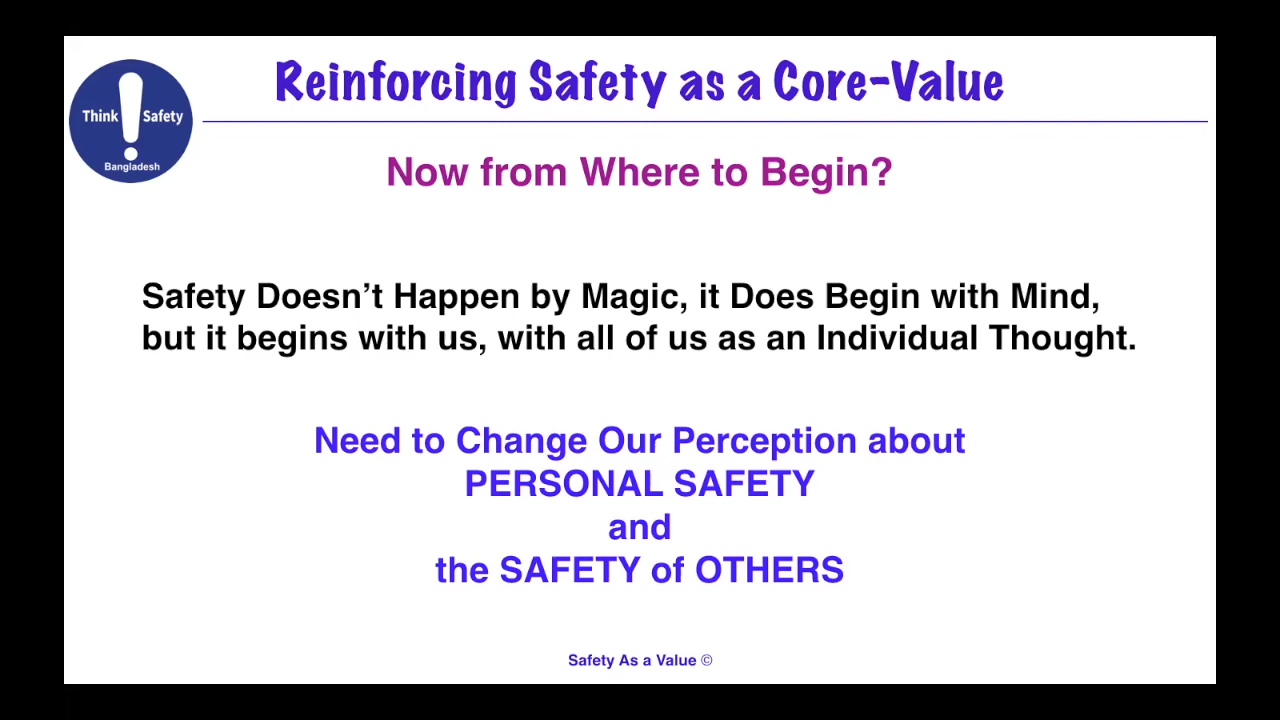 Reinforcing Safety as a Core-Value
Think Safety
Bangladesh
Now from Where to Begin?
Safety Doesn’t Happen by Magic, it Does Begin with Mind,
but it begins with us, with all of us as an Individual Thought.
Need to Change Our Perception about
PERSONAL SAFETY
and
the SAFETY of OTHERS
Safety As a Value ©